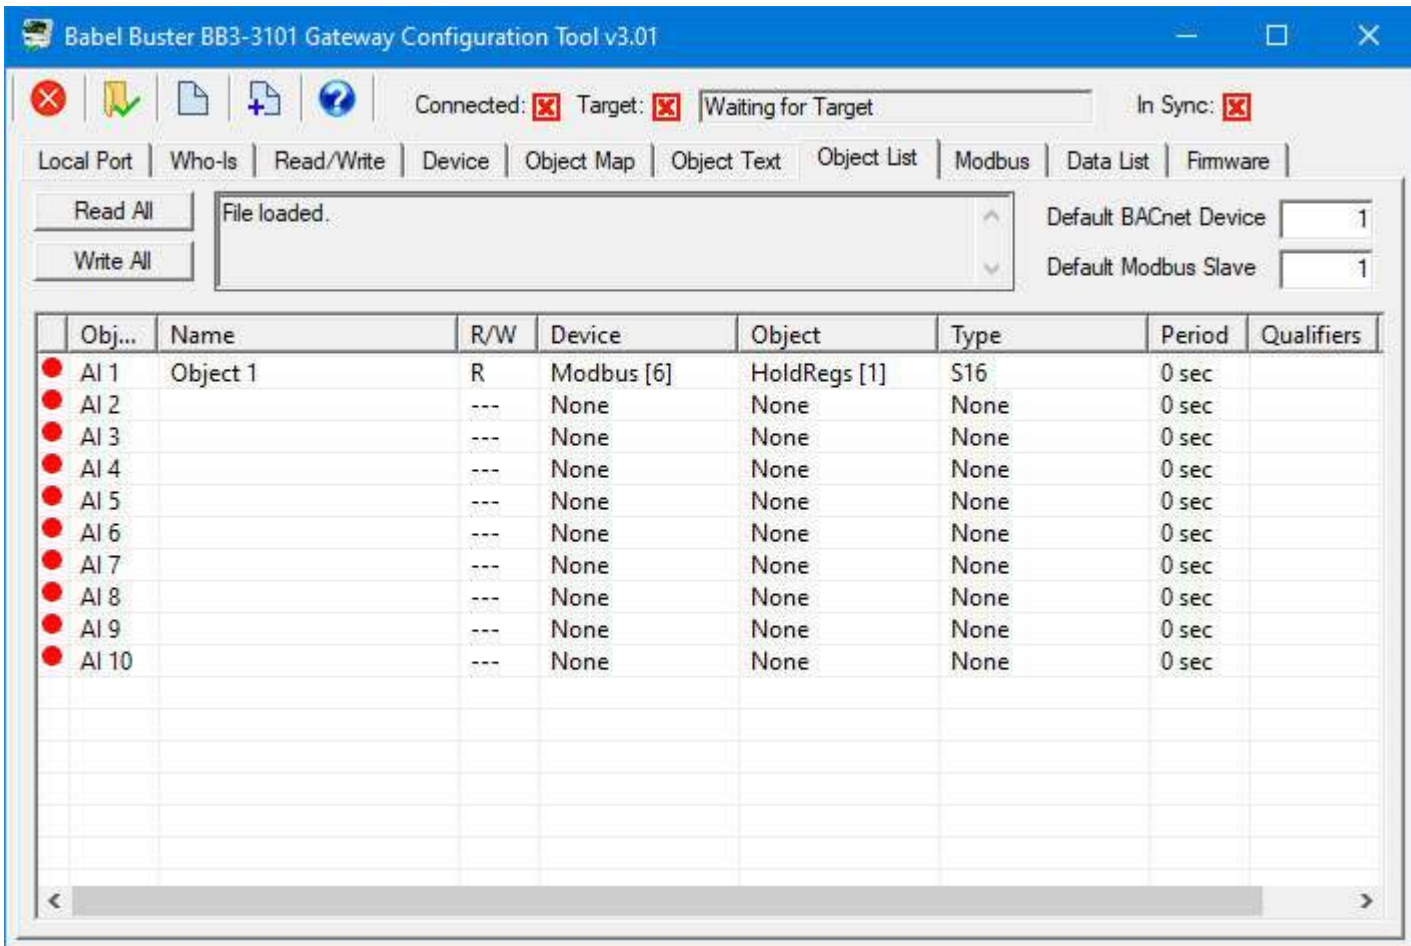 Babel Buster BB3-3101 Gateway Configuration Tool v3.01
Connected: Target: Waiting for Target In Sync:
Local Port Who-Is Read/Write Device Object Map Object Text Object List Modbus Data List Firmware
Read All File loaded. Default BACnet Device 1
Write All Default Modbus Slave 1
Obj... Name R/W Device Object Type Period Qualifiers
AI 1 Object 1 R Modbus [6] HoldRegs [1] S16 0 sec
AI 2 --- None None None 0 sec
AI 3 --- None None None 0 sec
AI 4 --- None None None 0 sec
AI 5 --- None None None 0 sec
AI 6 --- None None None 0 sec
AI 7 --- None None None 0 sec
AI 8 --- None None None 0 sec
AI 9 --- None None None 0 sec
AI 10 --- None None None 0 sec